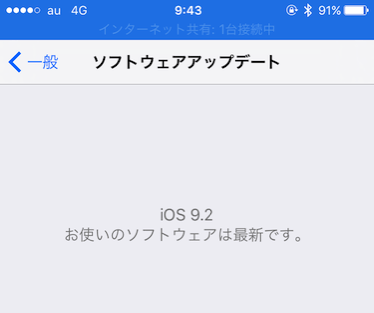 au 4G 9:43 91%
インターネット共有: 1台接続中
一般 ソフトウェアアップデート
iOS 9.2
お使いのソフトウェアは最新です。